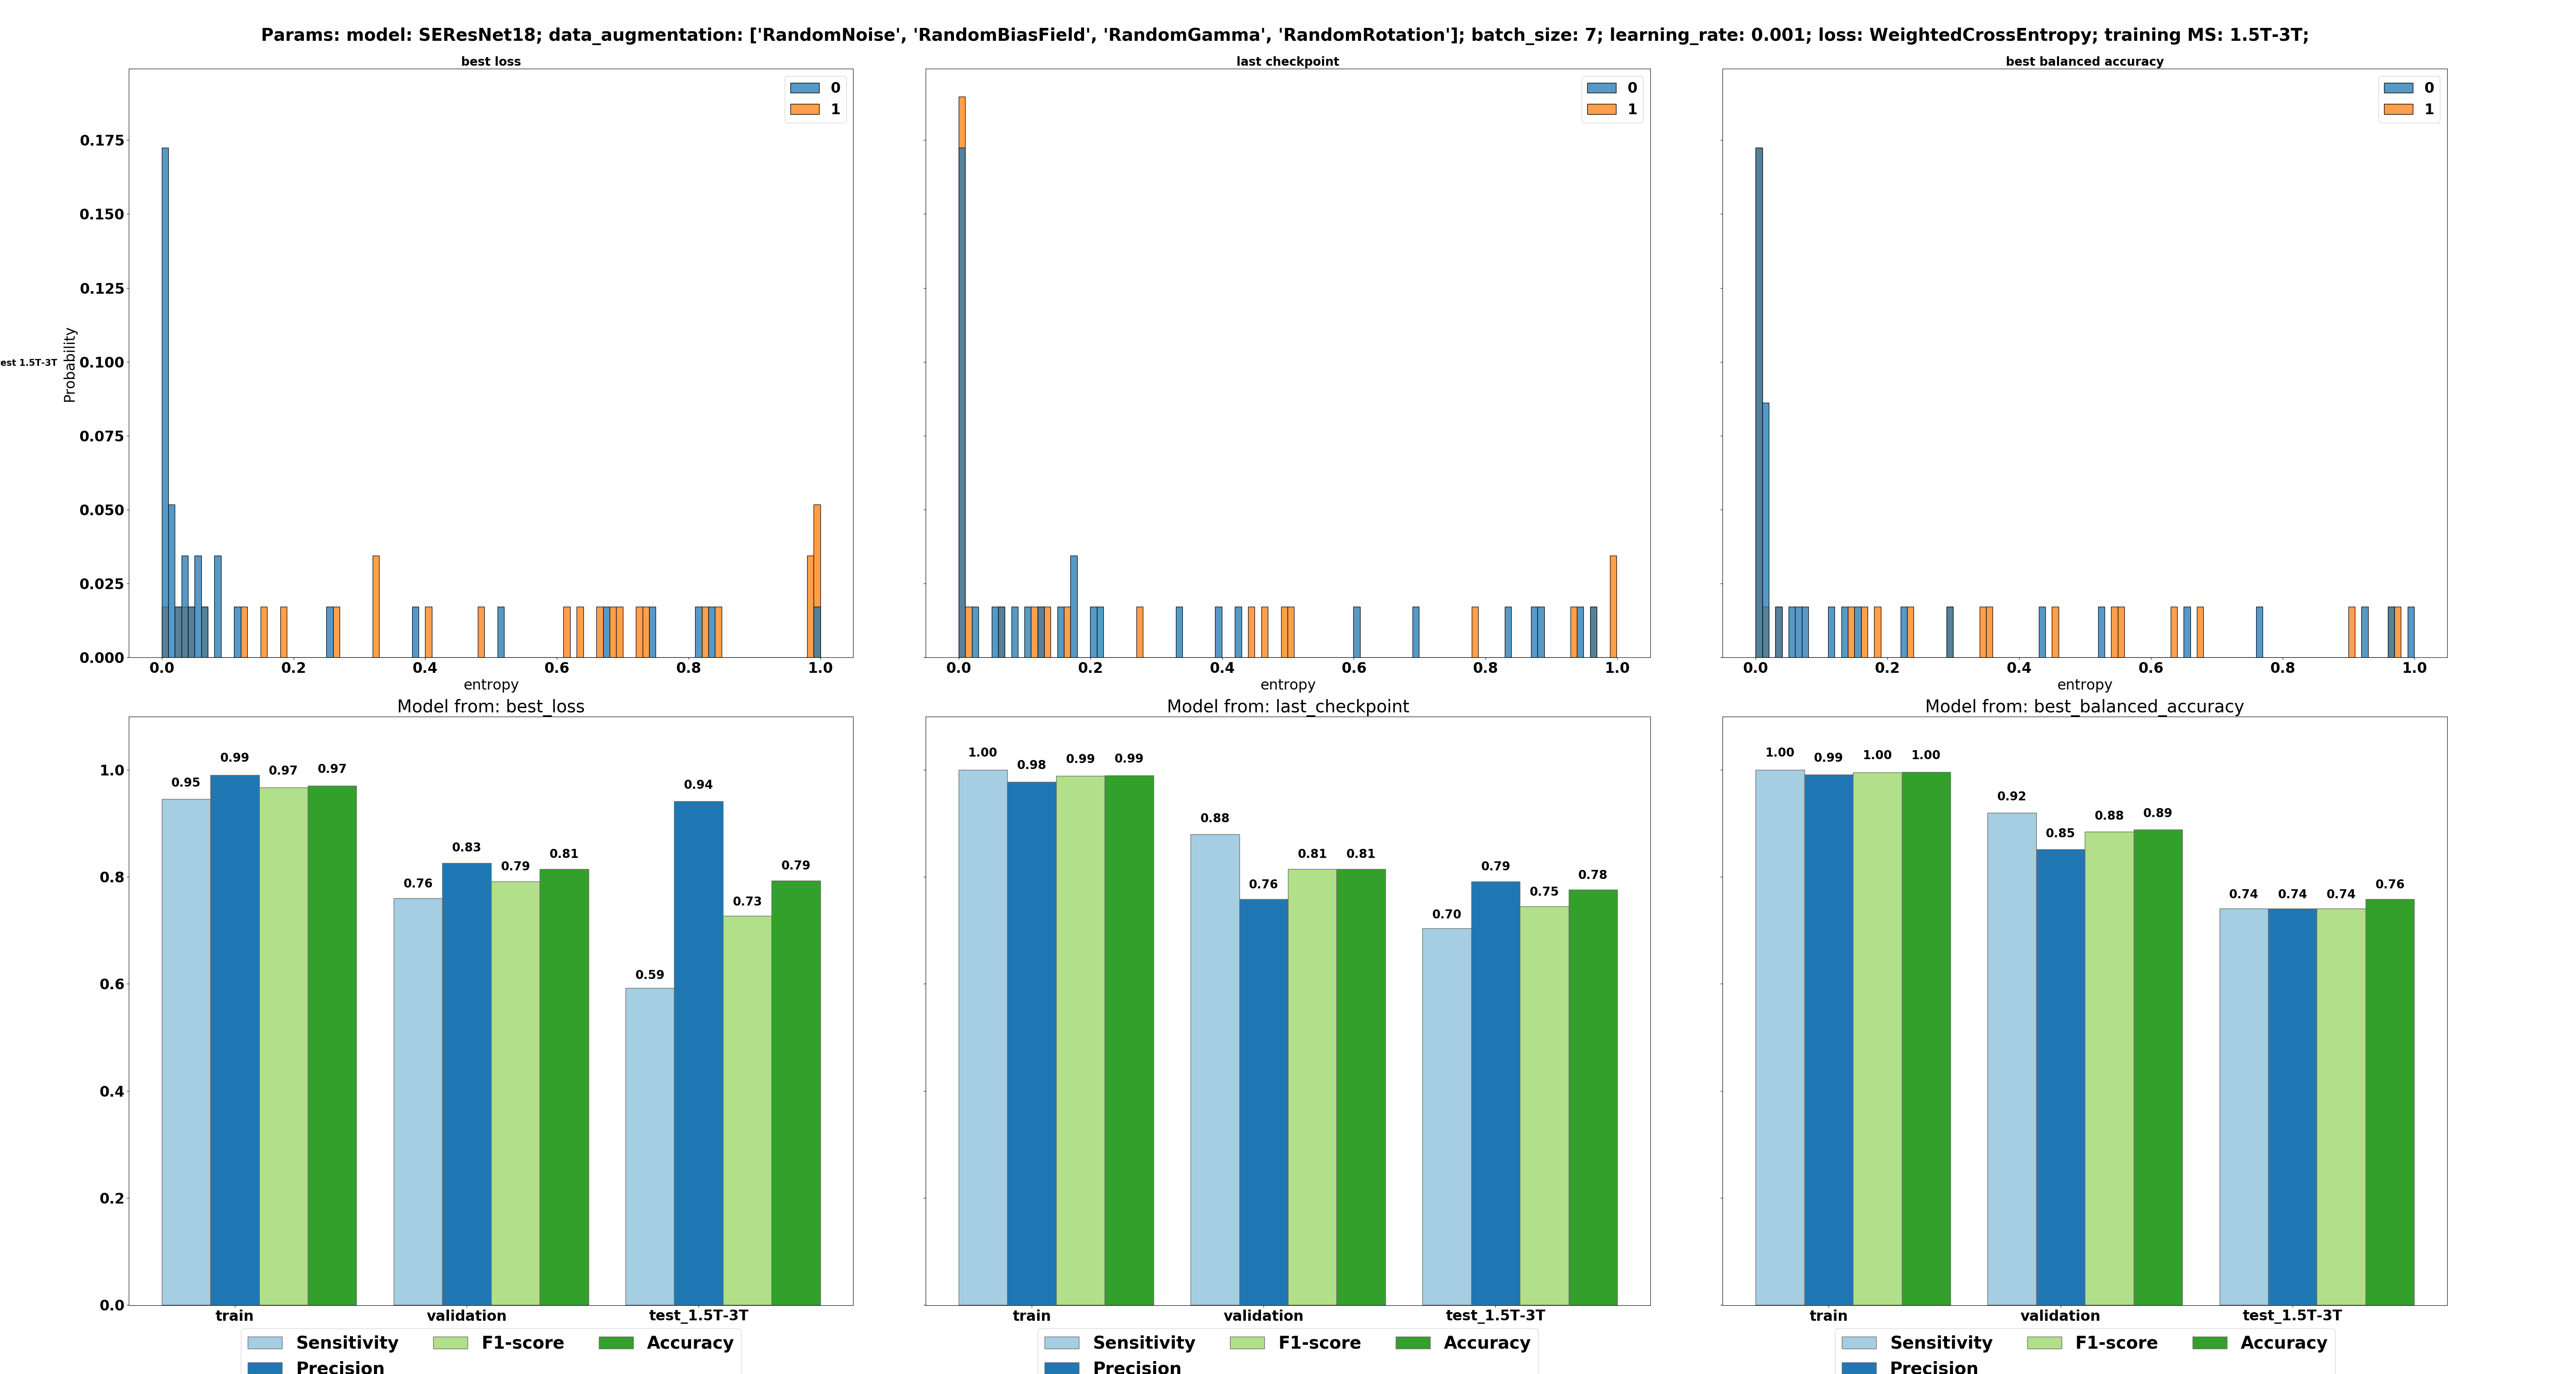 Params: model: SEResNet18; data_augmentation: ['RandomNoise', 'RandomBiasField', 'RandomGamma', 'RandomRotation']; batch_size: 7; learning_rate: 0.001; loss: WeightedCrossEntropy; training MS: 1.5T-3T;
best loss
0
1
0.175
0.150
0.125
0.100
0.075
0.050
0.025
0.000
Probability
est 1.5T-3T
0.0 0.2 0.4 0.6 0.8 1.0
entropy
last checkpoint
0
1
0.0 0.2 0.4 0.6 0.8 1.0
entropy
best balanced accuracy
0
1
0.0 0.2 0.4 0.6 0.8 1.0
entropy
Model from: best_loss
1.0
0.8
0.6
0.4
0.2
0.0
0.95 0.99 0.97 0.97
0.76 0.83 0.79 0.81
0.59 0.94 0.73 0.79
train validation test_1.5T-3T
Sensitivity F1-score Accuracy
Precision
Model from: last_checkpoint
1.00 0.98 0.99 0.99
0.88 0.76 0.81 0.81
0.70 0.79 0.75 0.78
train validation test_1.5T-3T
Sensitivity F1-score Accuracy
Precision
Model from: best_balanced_accuracy
1.00 0.99 1.00 1.00
0.92 0.85 0.88 0.89
0.74 0.74 0.74 0.76
train validation test_1.5T-3T
Sensitivity F1-score Accuracy
Precision